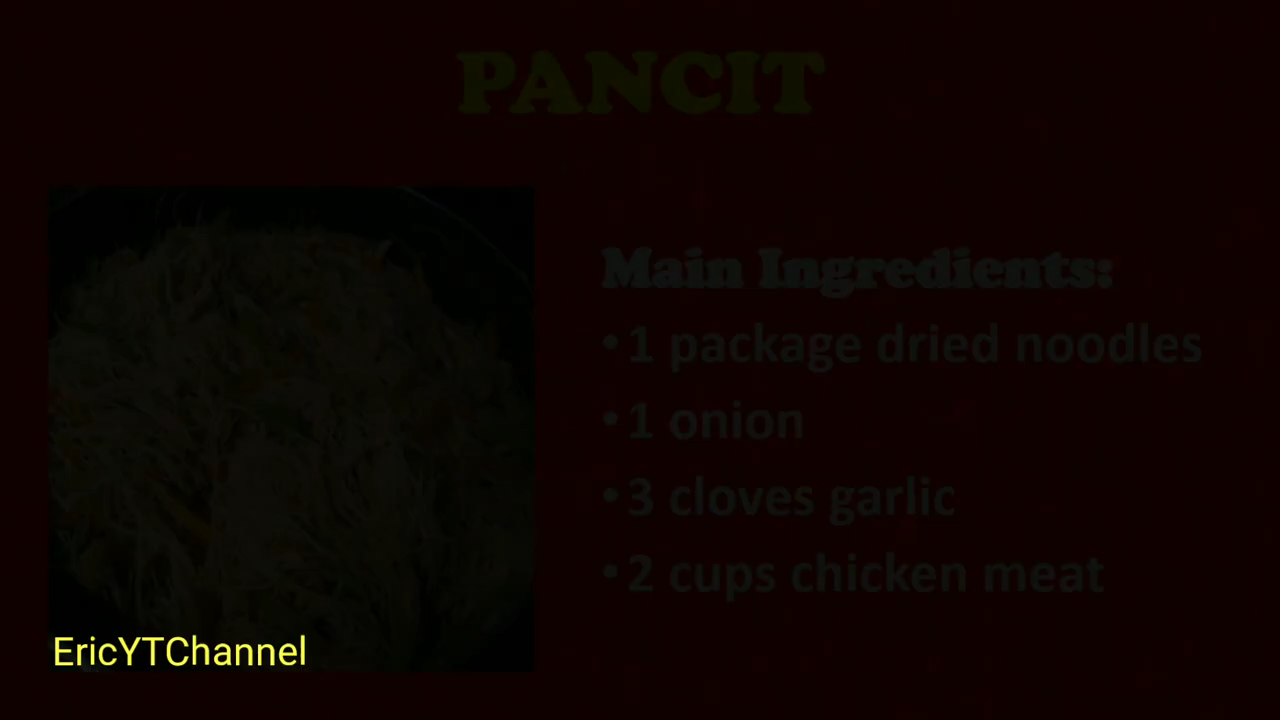 PANCIT
Main Ingredients:
• 1 package dried noodles
• 1 onion
• 3 cloves garlic
• 2 cups chicken meat
EricYTChannel